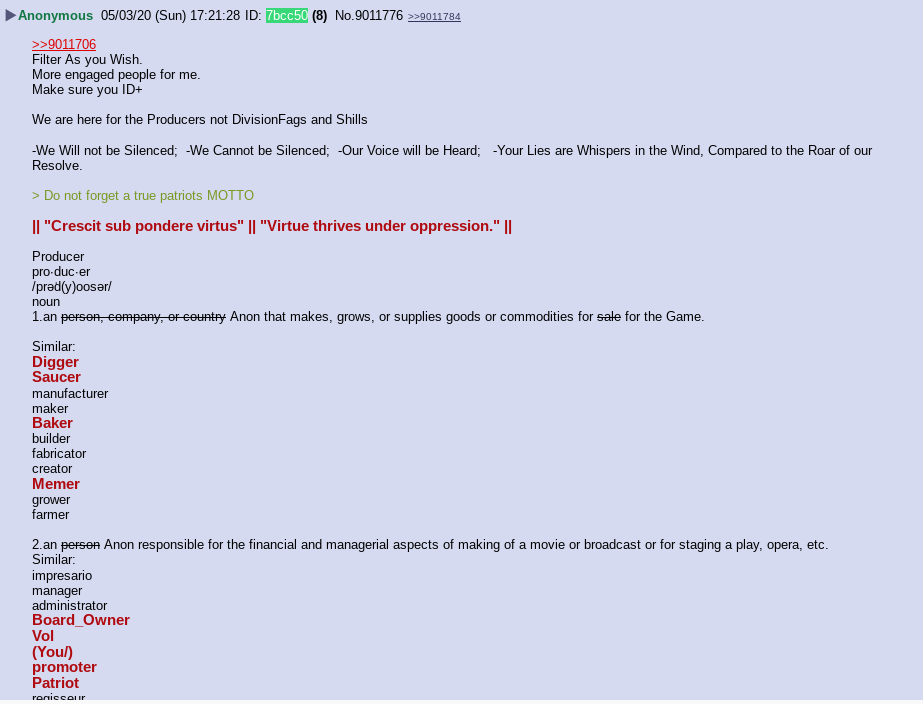 ▶Anonymous 05/03/20 (Sun) 17:21:28 ID: 7bcc50 (8) No.9011776 >>9011784
>>9011706
Filter As you Wish.
More engaged people for me.
Make sure you ID+
We are here for the Producers not DivisionFags and Shills
-We Will not be Silenced;  -We Cannot be Silenced;  -Our Voice will be Heard;   -Your Lies are Whispers in the Wind, Compared to the Roar of our
Resolve.
> Do not forget a true patriots MOTTO
|| "Crescit sub pondere virtus" || "Virtue thrives under oppression." ||
Producer
pro·duc·er
/prəd(y)oosər/
noun
1.an person, company, or country Anon that makes, grows, or supplies goods or commodities for sale for the Game.
Similar:
Digger
Saucer
manufacturer
maker
Baker
builder
fabricator
creator
Memer
grower
farmer
2.an person Anon responsible for the financial and managerial aspects of making of a movie or broadcast or for staging a play, opera, etc.
Similar:
impresario
manager
administrator
Board_Owner
Vol
(You/)
promoter
Patriot
regisseur